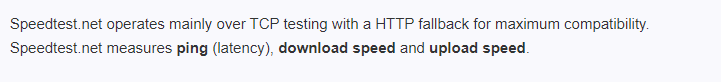 Speedtest.net operates mainly over TCP testing with a HTTP fallback for maximum compatibility.
Speedtest.net measures ping (latency), download speed and upload speed.